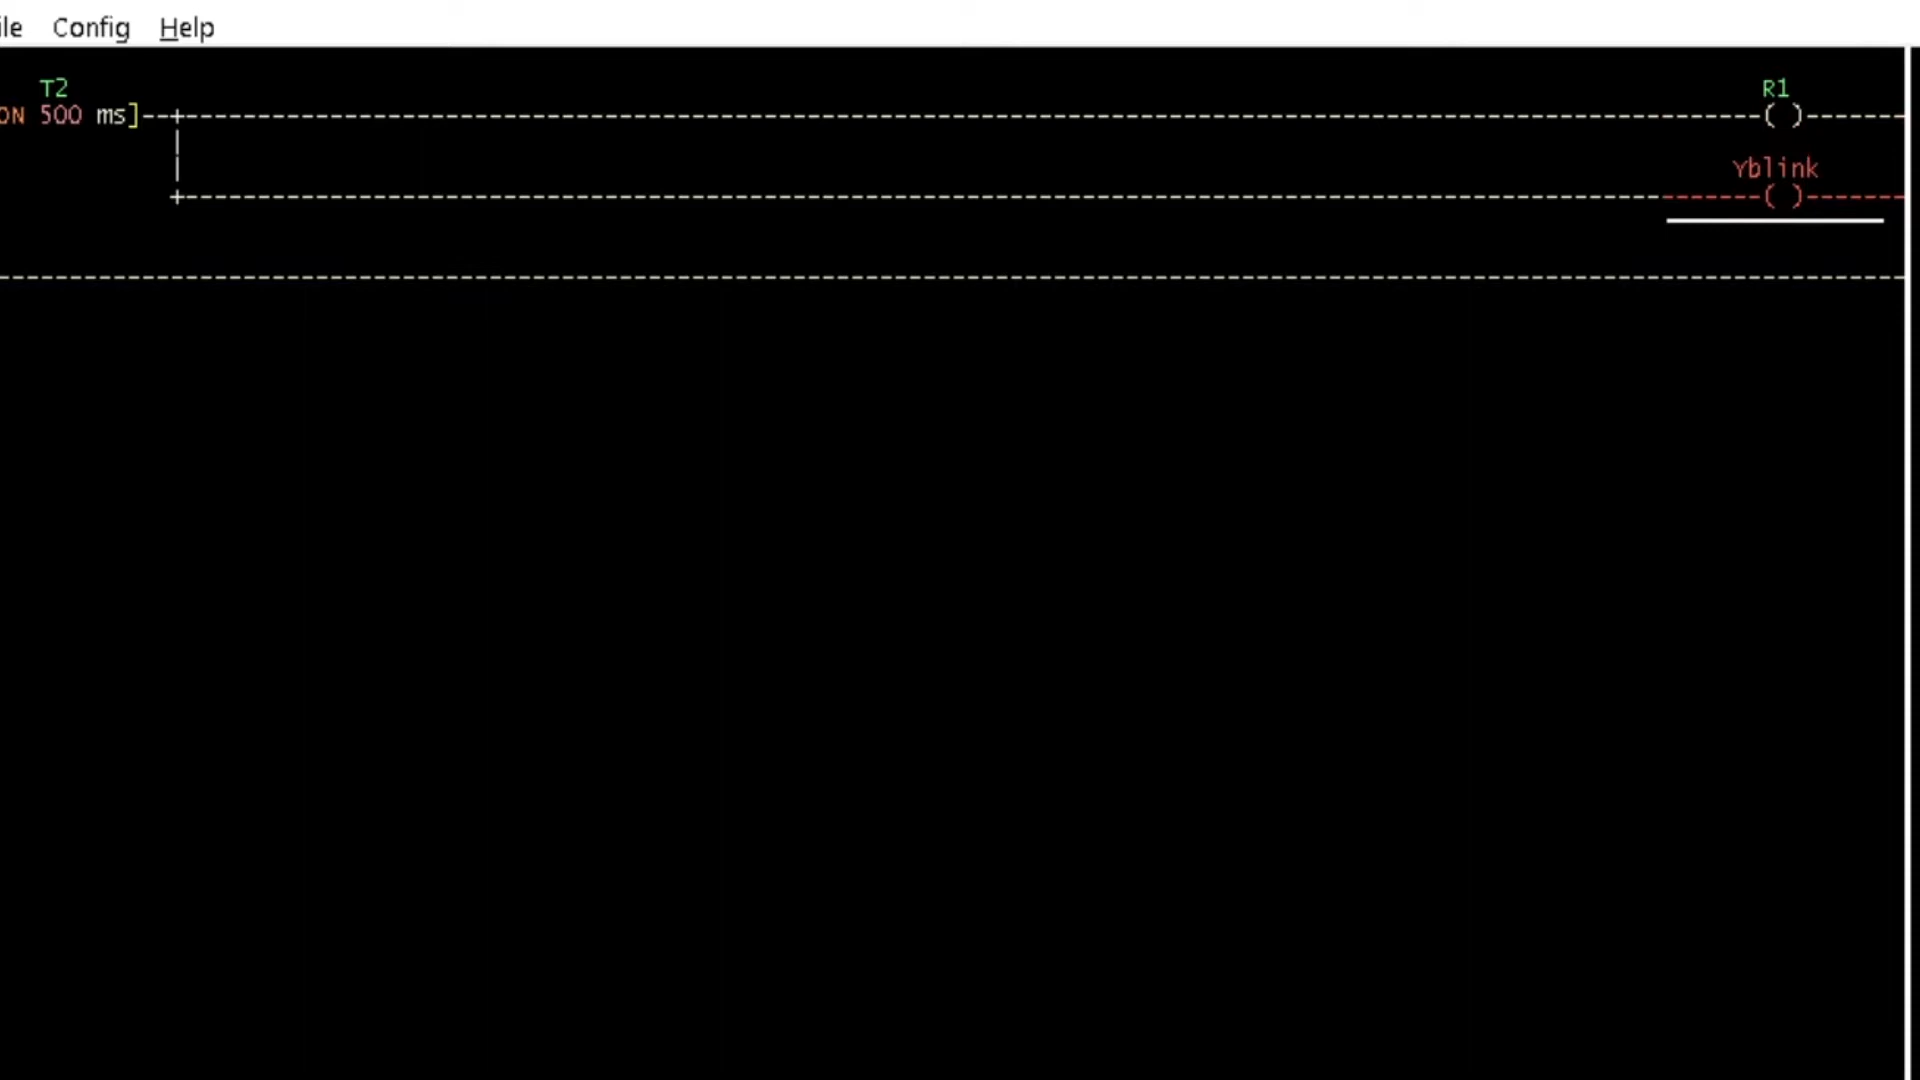 ile Config Help
T2 R1
ON 500 ms] ( )
Yblink
( )